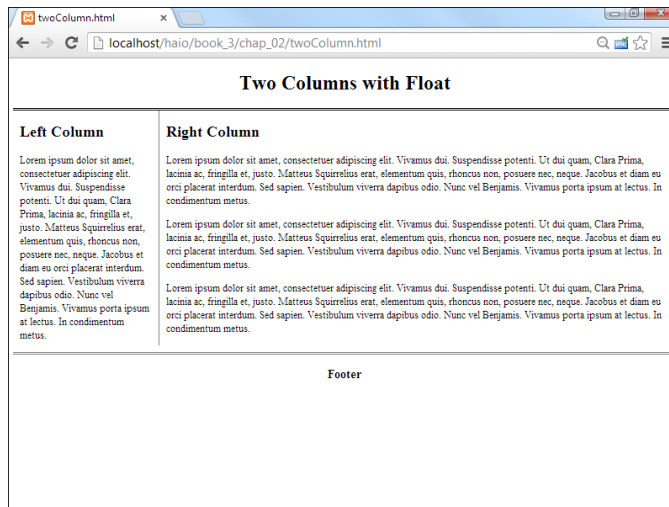 twoColumn.html
localhost/haio/book_3/chap_02/twoColumn.html
Two Columns with Float
Left Column
Lorem ipsum dolor sit amet,
consectetuer adipiscing elit.
Vivamus dui. Suspendisse
potenti. Ut dui quam, Clara
Prima, lacinia ac, fringilla et,
justo. Matteus Squirrelius erat,
elementum quis, rhoncus non,
posuere nec, neque. Jacobus et
diam eu orci placerat interdum.
Sed sapien. Vestibulum viverra
dapibus odio. Nunc vel
Benjamis. Vivamus porta ipsum
at lectus. In condimentum
metus.
Right Column
Lorem ipsum dolor sit amet, consectetuer adipiscing elit. Vivamus dui. Suspendisse potenti. Ut dui quam, Clara Prima,
lacinia ac, fringilla et, justo. Matteus Squirrelius erat, elementum quis, rhoncus non, posuere nec, neque. Jacobus et diam eu
orci placerat interdum. Sed sapien. Vestibulum viverra dapibus odio. Nunc vel Benjamis. Vivamus porta ipsum at lectus. In
condimentum metus.
Lorem ipsum dolor sit amet, consectetuer adipiscing elit. Vivamus dui. Suspendisse potenti. Ut dui quam, Clara Prima,
lacinia ac, fringilla et, justo. Matteus Squirrelius erat, elementum quis, rhoncus non, posuere nec, neque. Jacobus et diam eu
orci placerat interdum. Sed sapien. Vestibulum viverra dapibus odio. Nunc vel Benjamis. Vivamus porta ipsum at lectus. In
condimentum metus.
Lorem ipsum dolor sit amet, consectetuer adipiscing elit. Vivamus dui. Suspendisse potenti. Ut dui quam, Clara Prima,
lacinia ac, fringilla et, justo. Matteus Squirrelius erat, elementum quis, rhoncus non, posuere nec, neque. Jacobus et diam eu
orci placerat interdum. Sed sapien. Vestibulum viverra dapibus odio. Nunc vel Benjamis. Vivamus porta ipsum at lectus. In
condimentum metus.
Footer